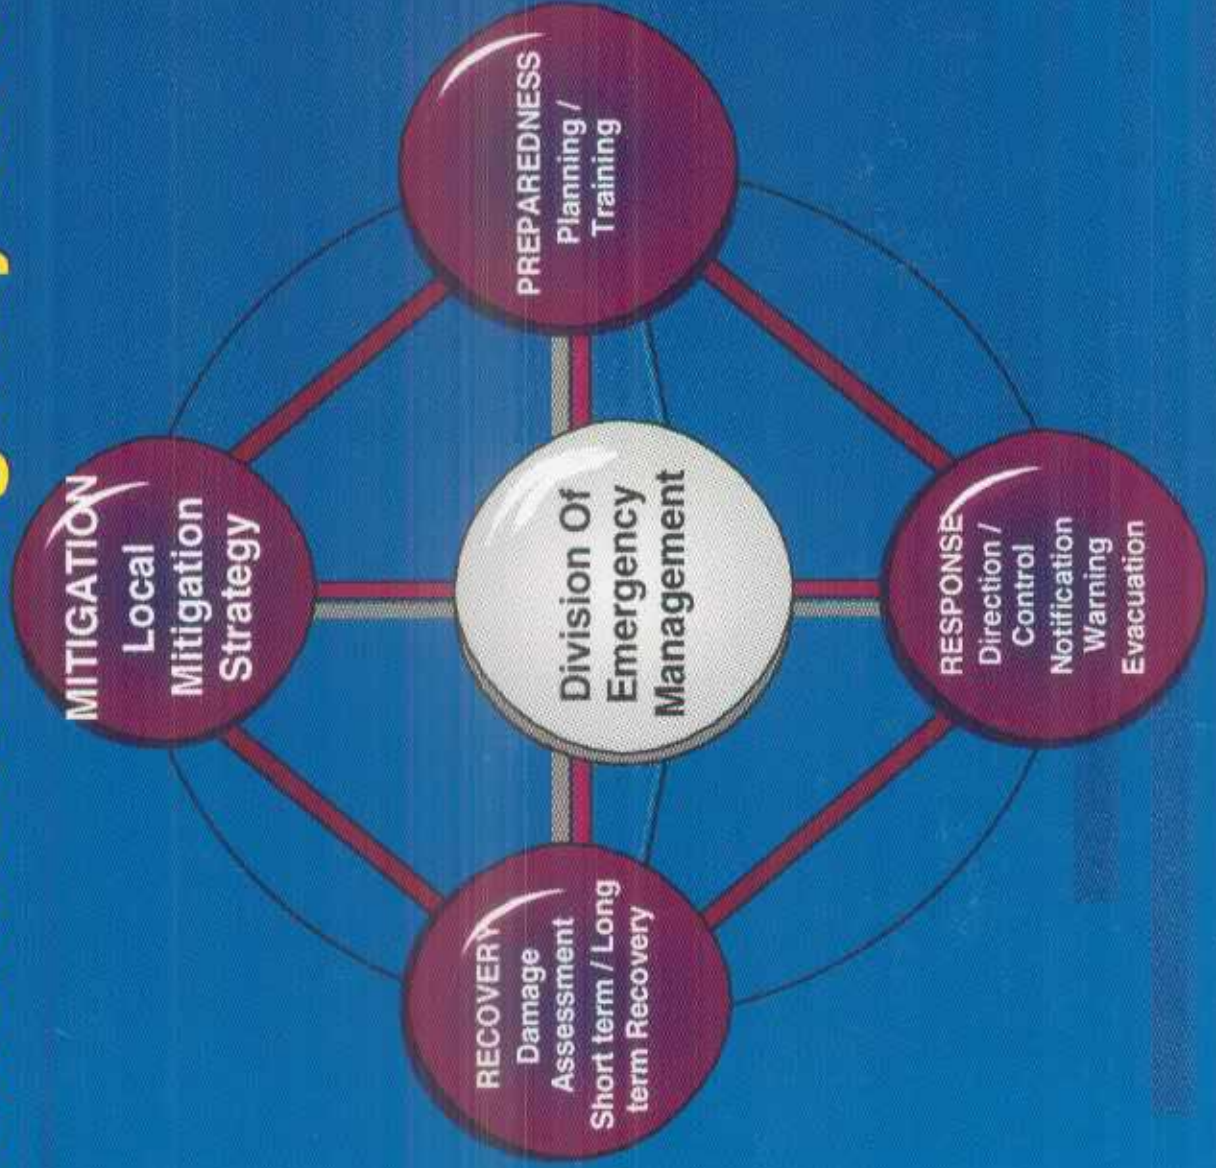 MITIGATION
Local
Mitigation
Strategy
RECOVERY
Damage
Assessment
Short term / Long
term Recovery
Division Of
Emergency
Management
PREPAREDNESS
Planning /
Training
RESPONSE
Direction /
Control
Notification
Warning
Evacuation